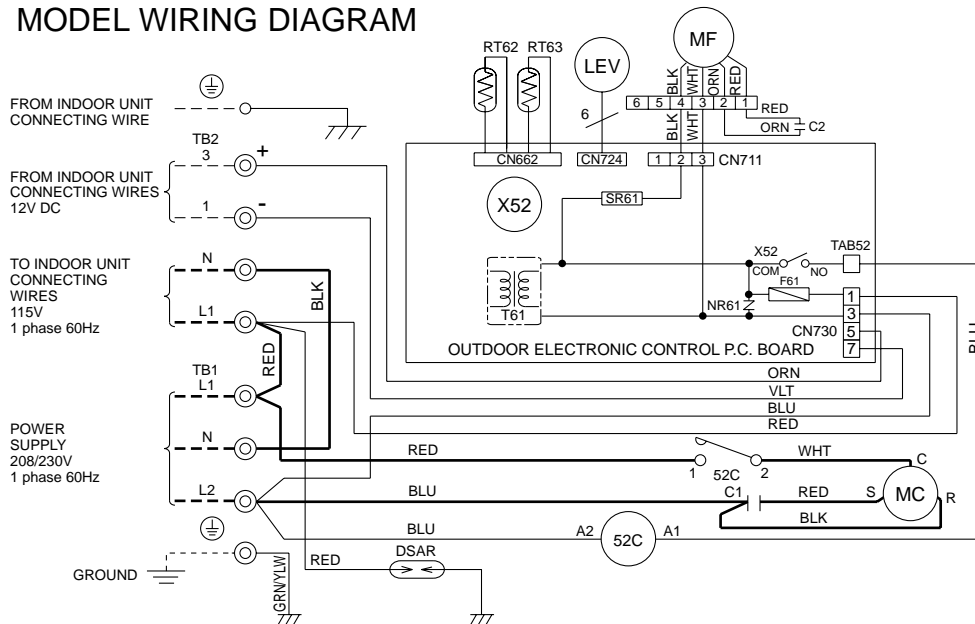 MODEL WIRING DIAGRAM
RT62 RT63
LEV
MF
BLK
WHT
ORN
RED
6 5 4 3 2 1
RED
ORN
C2
6
BLK
WHT
FROM INDOOR UNIT
CONNECTING WIRE
TB2
3
+
FROM INDOOR UNIT
CONNECTING WIRES
12V DC
1
-
CN662
CN724
1 2 3
CN711
X52
SR61
TO INDOOR UNIT
CONNECTING
WIRES
115V
1 phase 60Hz
N
L1
BLK
RED
T61
X52
COM
NO
TAB52
F61
NR61
1
3
5
7
CN730
OUTDOOR ELECTRONIC CONTROL P.C. BOARD
BLU
ORN
VLT
BLU
RED
TB1
L1
POWER
SUPPLY
208/230V
1 phase 60Hz
N
L2
RED
1
52C
2
WHT
C
BLU
C1
RED
S
MC
R
BLK
BLU
A2
52C
A1
GROUND
GRN/YLW
RED
DSAR